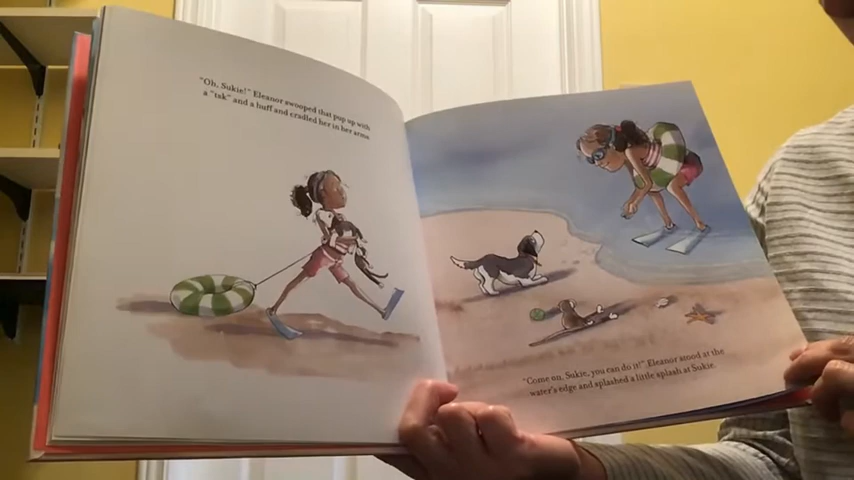 "Oh, Sukie!" Eleanor swooped that pup up with
a "tsk" and a huff and cradled her in her arms
"Come on, Sukie, you can do it!" Eleanor stood at the
water's edge and splashed a little splash at Sukie.